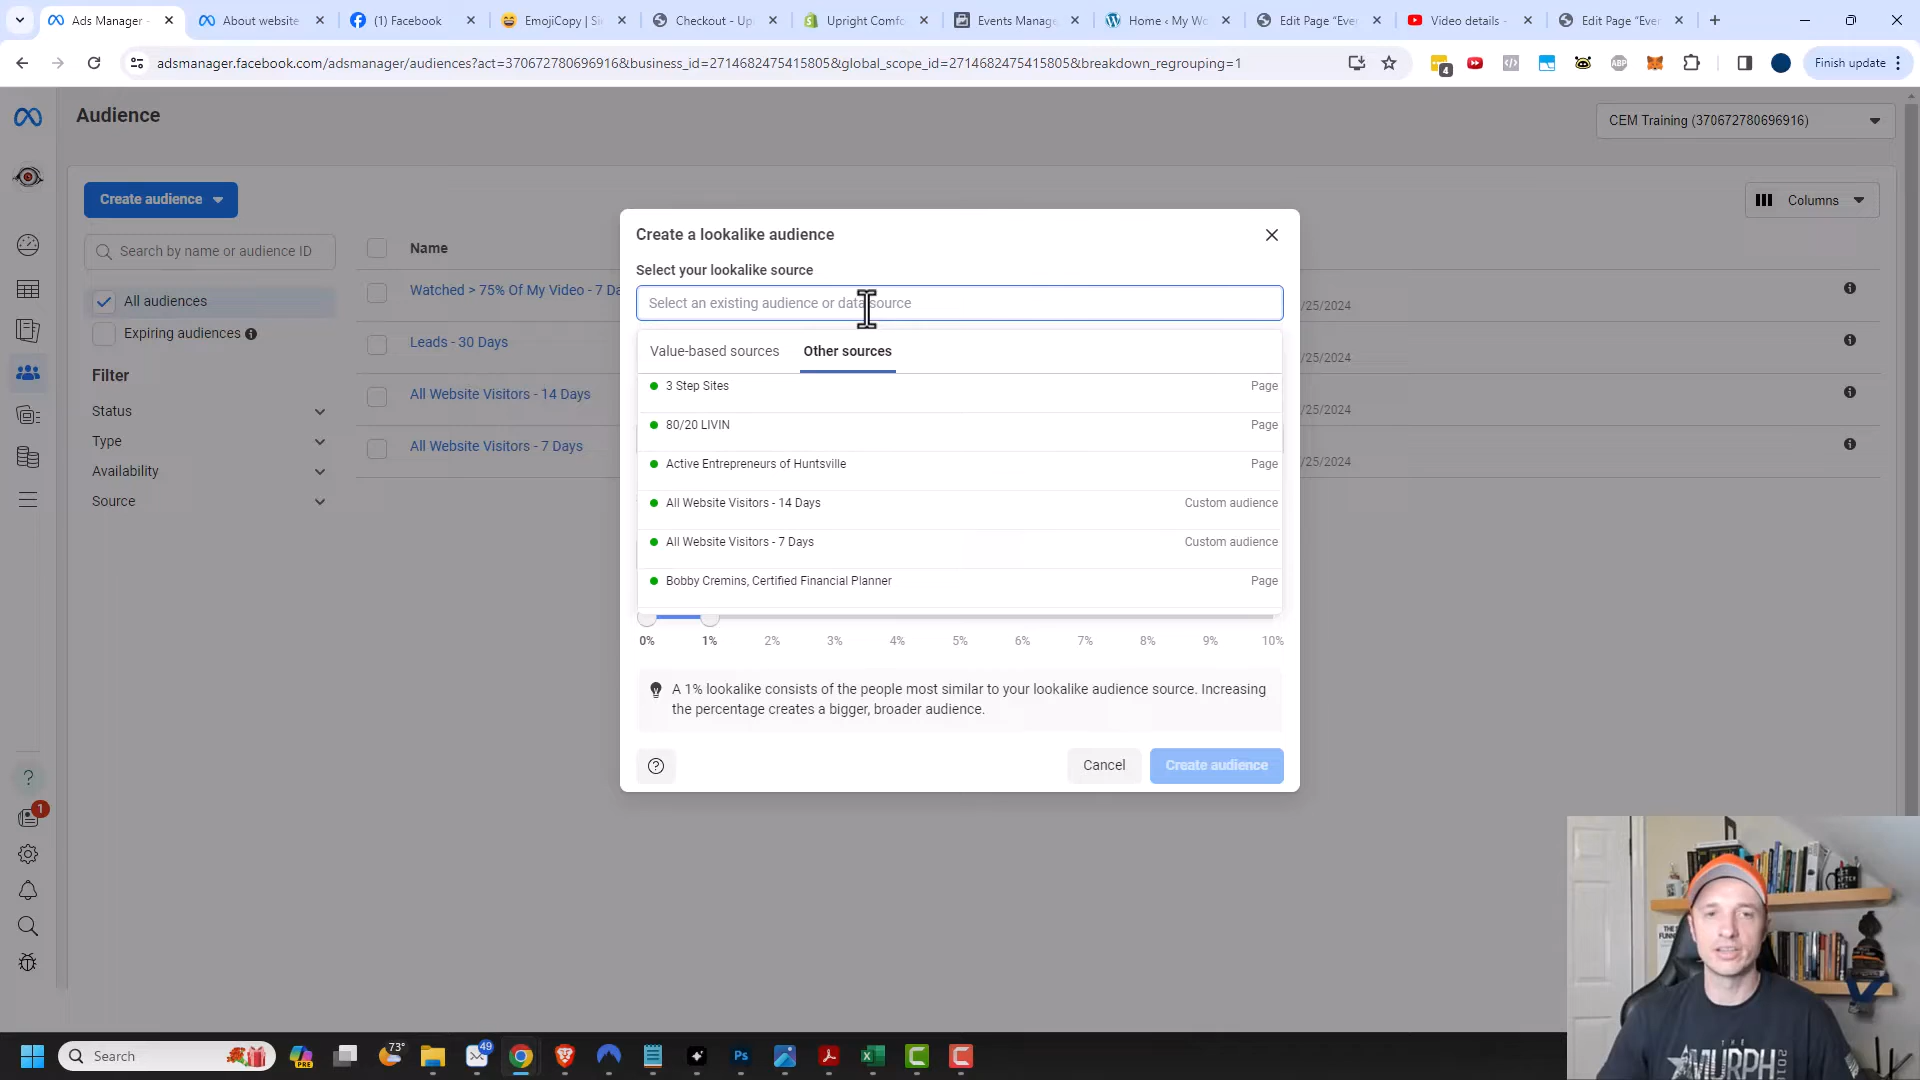 Ads Manager -
About website
(1) Facebook
EmojiCopy | Si
Checkout - Up
Upright Comfo
Events Manage
Home ‹ My Wo
Edit Page "Ever
Video details -
Edit Page "Ever
adsmanager.facebook.com/adsmanager/audiences?act=370672780696916&business_id=2714682475415805&global_scope_id=2714682475415805&breakdown_regrouping=1
4
ABP
Finish update
Audience
CEM Training (370672780696916)
Create audience
Columns
Search by name or audience ID
Name
All audiences
Expiring audiences
Filter
Status
Type
Availability
Source
Watched > 75% Of My Video - 7 Da
Leads - 30 Days
All Website Visitors - 14 Days
All Website Visitors - 7 Days
/25/2024
/25/2024
/25/2024
/25/2024
Create a lookalike audience
Select your lookalike source
Select an existing audience or data source
Value-based sources
Other sources
3 Step Sites Page
80/20 LIVIN Page
Active Entrepreneurs of Huntsville Page
All Website Visitors - 14 Days Custom audience
All Website Visitors - 7 Days Custom audience
Bobby Cremins, Certified Financial Planner Page
0% 1% 2% 3% 4% 5% 6% 7% 8% 9% 10%
A 1% lookalike consists of the people most similar to your lookalike audience source. Increasing
the percentage creates a bigger, broader audience.
Cancel
Create audience
1
THE
MURPH
Search
PRE
73°
49
Ps